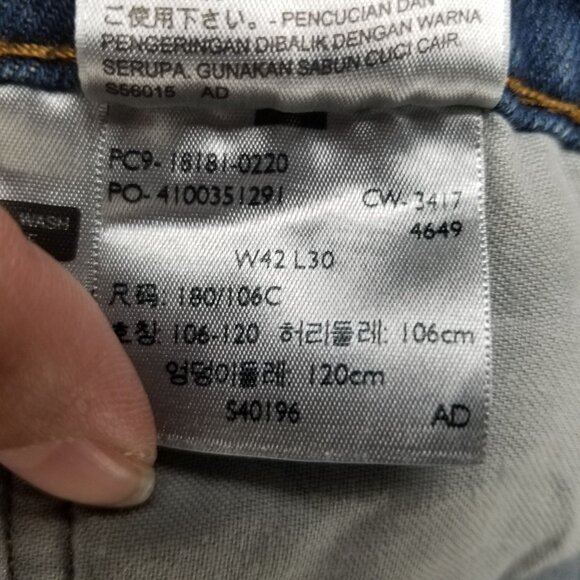 ご使用下さい。- PENCUCIAN DAN
PENGERINGAN DIBALIK DENGAN WARNA
SERUPA. GUNAKAN SABUN CUCI CAIR.
S56015 AD
WASH
PC9-18181-0220
PO-4100351291 CW-3417
4649
W42 L30
尺码: 180/106C
호칭: 106-120 허리둘레: 106cm
엉덩이둘레: 120cm
S40196 AD